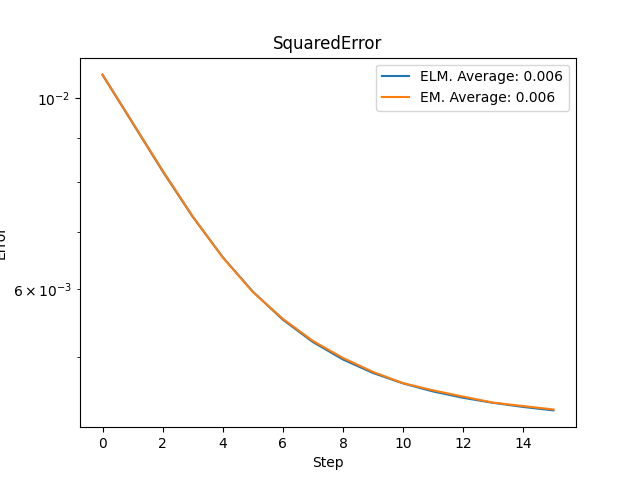 SquaredError
ELM. Average: 0.006
EM. Average: 0.006
10⁻²
6 × 10⁻³
Error
0 2 4 6 8 10 12 14
Step